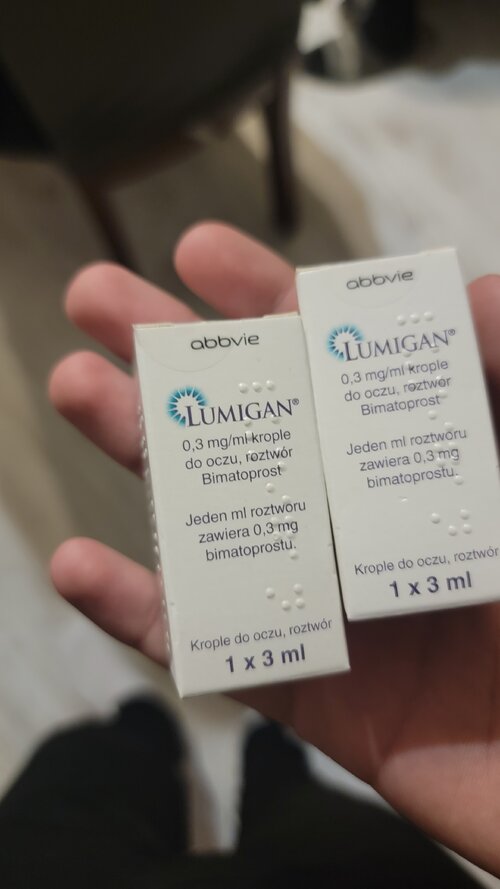 abbvie
LUMIGAN®
0,3 mg/ml krople
do oczu, roztwór
Bimatoprost
Jeden ml roztworu
zawiera 0,3 mg
bimatoprostu.
Krople do oczu, roztwór
1 x 3 ml
abbvie
LUMIGAN®
0,3 mg/ml krople
do oczu, roztwór
Bimatoprost
Jeden ml roztworu
zawiera 0,3 mg
bimatoprostu.
Krople do oczu, roztwór
1 x 3 ml